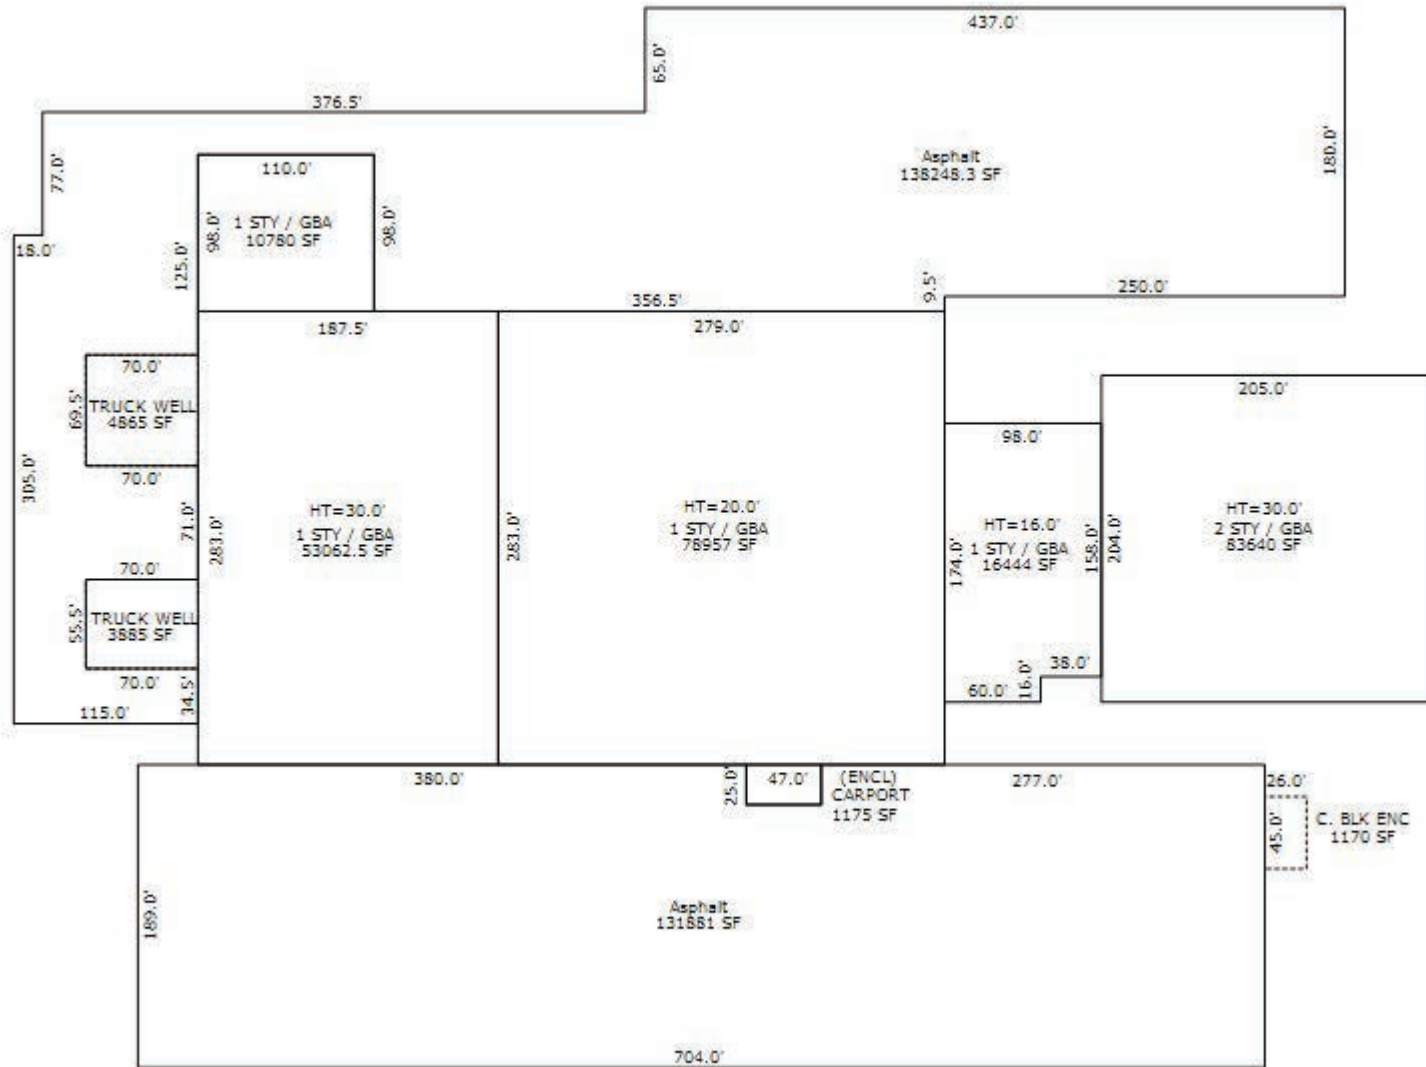 437.0'
65.0'
376.5'
77.0'
180.0'
Asphalt
138248.3 SF
110.0'
98.0'
1 STY / GBA
10780 SF
98.0'
18.0'
125.0'
9.5'
250.0'
356.5'
187.5'
279.0'
70.0'
69.5'
TRUCK WELL
4865 SF
70.0'
205.0'
98.0'
305.0'
71.0'
283.0'
HT=30.0'
1 STY / GBA
53062.5 SF
283.0'
HT=20.0'
1 STY / GBA
78957 SF
174.0'
HT=16.0'
1 STY / GBA
16444 SF
158.0'
204.0'
HT=30.0'
2 STY / GBA
83640 SF
70.0'
55.5'
TRUCK WELL
3885 SF
70.0'
34.5'
115.0'
60.0'
16.0'
38.0'
380.0'
25.0'
47.0'
(ENCL)
CARPORT
1175 SF
277.0'
26.0'
45.0'
C. BLK ENC
1170 SF
189.0'
Asphalt
131881 SF
704.0'